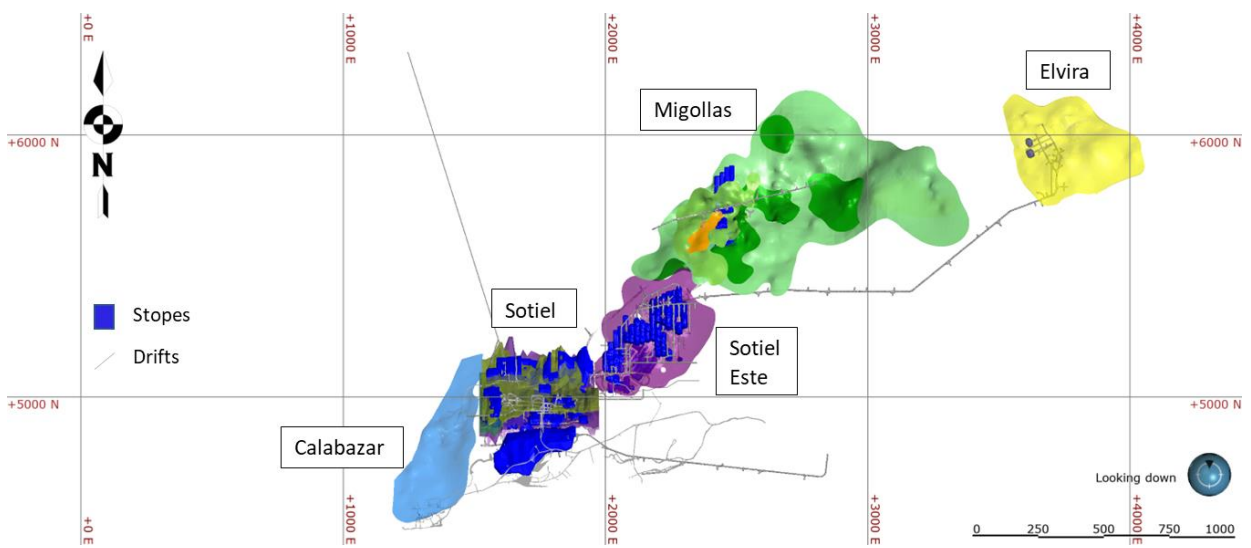 +0 E
+1000 E
+2000 E
+3000 E
+4000 E
Elvira
Migollas
+6000 N
+6000 N
N
Sotiel
Stopes
Drifts
Sotiel
Este
+5000 N
+5000 N
Calabazar
Looking down
+0 E
+1000 E
+2000 E
+3000 E
+4000 E
0 250 500 750 1000